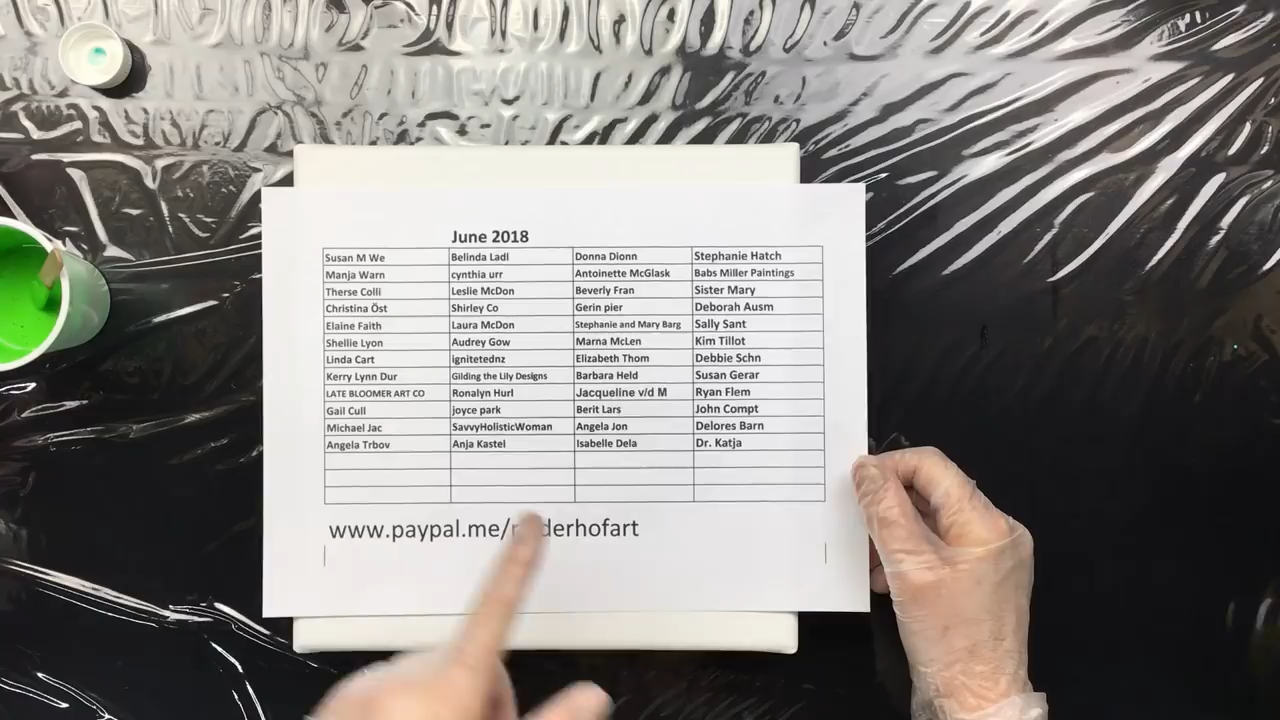 June 2018
Susan M We Belinda Ladl Donna Dionn Stephanie Hatch
Manja Warn cynthia urr Antoinette McGlask Babs Miller Paintings
Therse Colli Leslie McDon Beverly Fran Sister Mary
Christina Öst Shirley Co Gerin pier Deborah Ausm
Elaine Faith Laura McDon Stephanie and Mary Barg Sally Sant
Shellie Lyon Audrey Gow Marna McLen Kim Tillot
Linda Cart ignitetednz Elizabeth Thom Debbie Schn
Kerry Lynn Dur Gilding the Lily Designs Barbara Held Susan Gerar
LATE BLOOMER ART CO Ronalyn Hurl Jacqueline v/d M Ryan Flem
Gail Cull joyce park Berit Lars John Compt
Michael Jac SavvyHolisticWoman Angela Jon Delores Barn
Angela Trbov Anja Kastel Isabelle Dela Dr. Katja